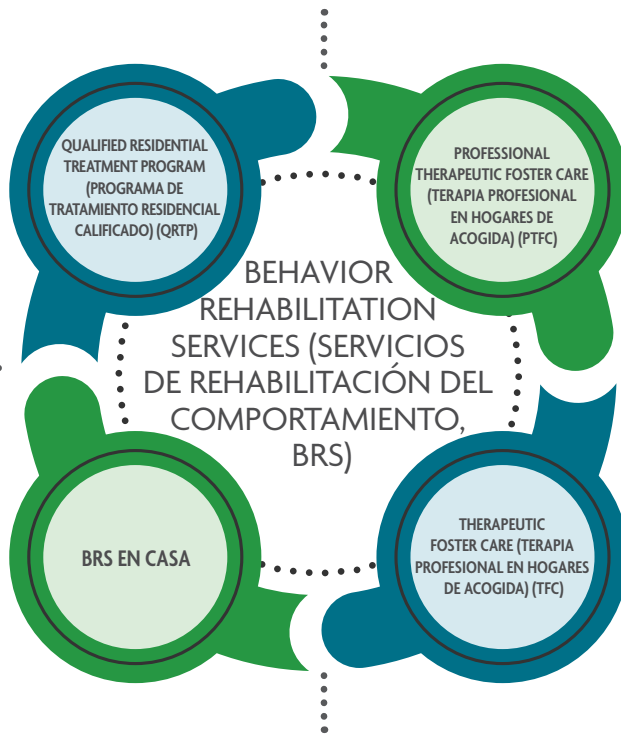 QUALIFIED RESIDENTIAL
TREATMENT PROGRAM
(PROGRAMA DE
TRATAMIENTO RESIDENCIAL
CALIFICADO) (QRTP)
PROFESSIONAL
THERAPEUTIC FOSTER CARE
(TERAPIA PROFESIONAL
EN HOGARES DE
ACOGIDA) (PTFC)
BEHAVIOR
REHABILITATION
SERVICES (SERVICIOS
DE REHABILITACIÓN DEL
COMPORTAMIENTO,
BRS)
BRS EN CASA
THERAPEUTIC
FOSTER CARE (TERAPIA
PROFESIONAL EN HOGARES
DE ACOGIDA) (TFC)